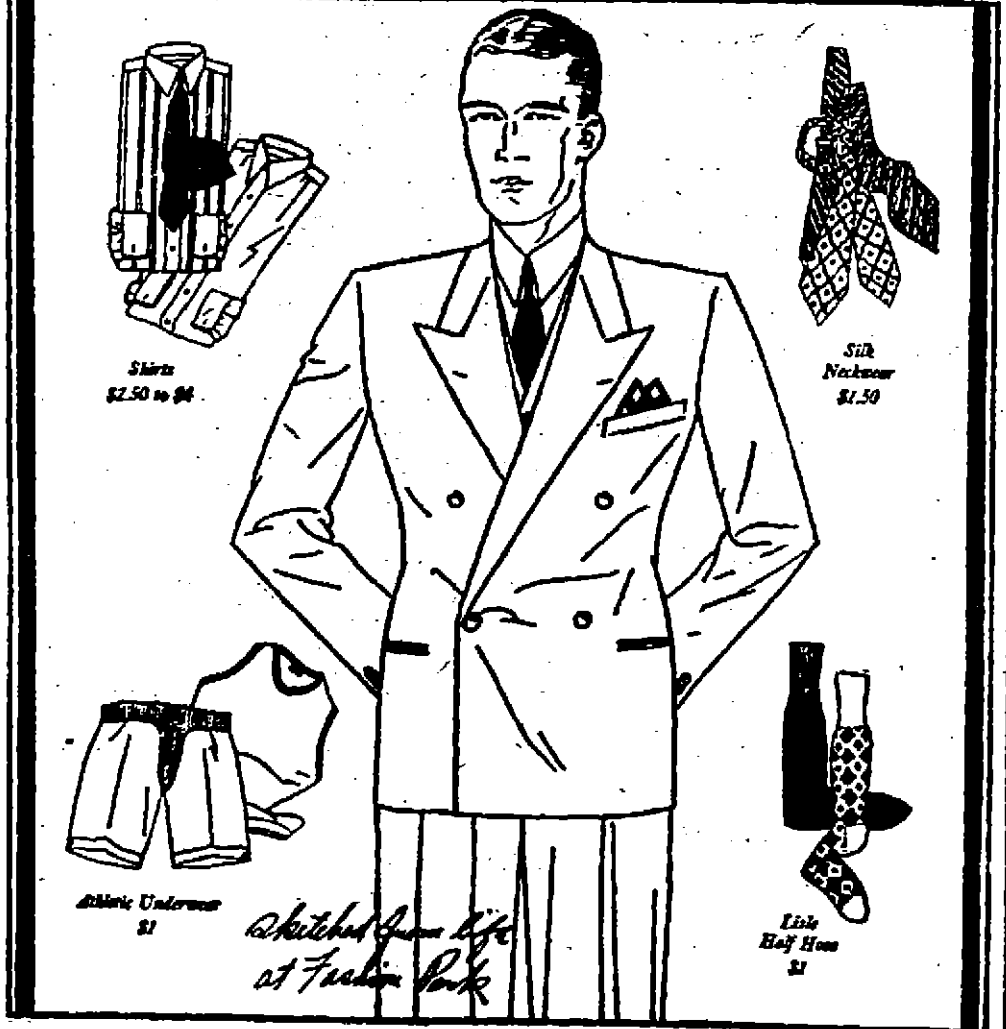 Shirts
$2.50 to $4
Silk
Neckwear
$1.50
Athletic Underwear
$1
Lisle
Half Hose
$1
Sketched from life
at Fashion Park